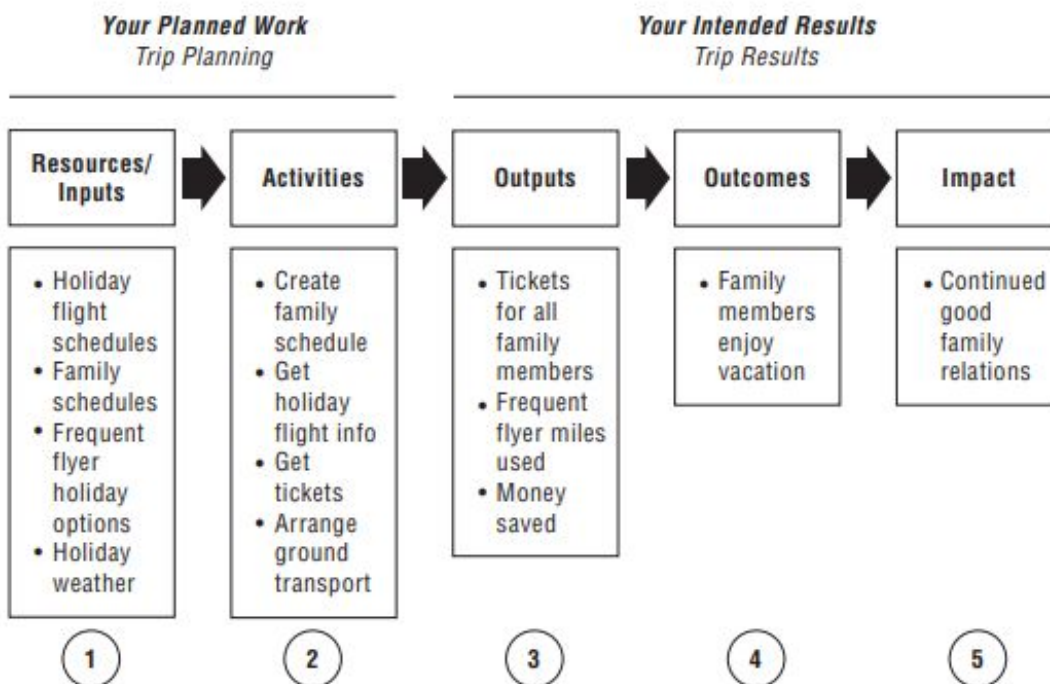 Your Planned Work
Trip Planning
Your Intended Results
Trip Results
Resources/
Inputs
Activities
Outputs
Outcomes
Impact
• Holiday
flight
schedules
• Family
schedules
• Frequent
flyer
holiday
options
• Holiday
weather
• Create
family
schedule
• Get
holiday
flight info
• Get
tickets
• Arrange
ground
transport
• Tickets
for all
family
members
• Frequent
flyer miles
used
• Money
saved
• Family
members
enjoy
vacation
• Continued
good
family
relations
1
2
3
4
5